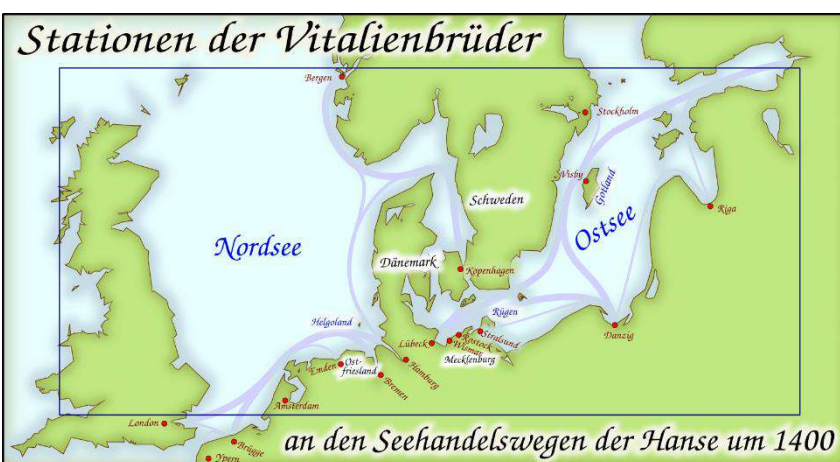 Stationen der Vitalienbrüder
Bergen
Stockholm
Visby
Gotland
Schweden
Riga
Nordsee
Ostsee
Dänemark
Kopenhagen
Helgoland
Rügen
Stralsund
Danzig
Lübeck
Rostock
Wismar
Mecklenburg
Emden
Ost-
friesland
Hamburg
Bremen
Amsterdam
London
Brügge
Ypern
an den Seehandelswegen der Hanse um 1400